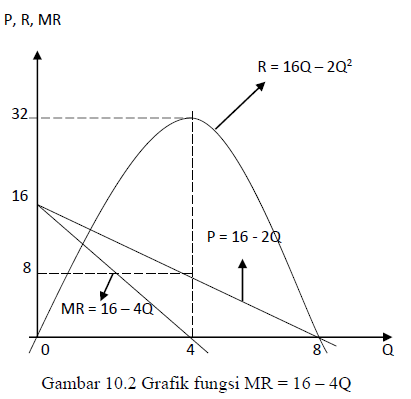 P, R, MR
R = 16Q – 2Q²
32
16
P = 16 - 2Q
8
MR = 16 – 4Q
0 4 8 Q
Gambar 10.2 Grafik fungsi MR = 16 – 4Q